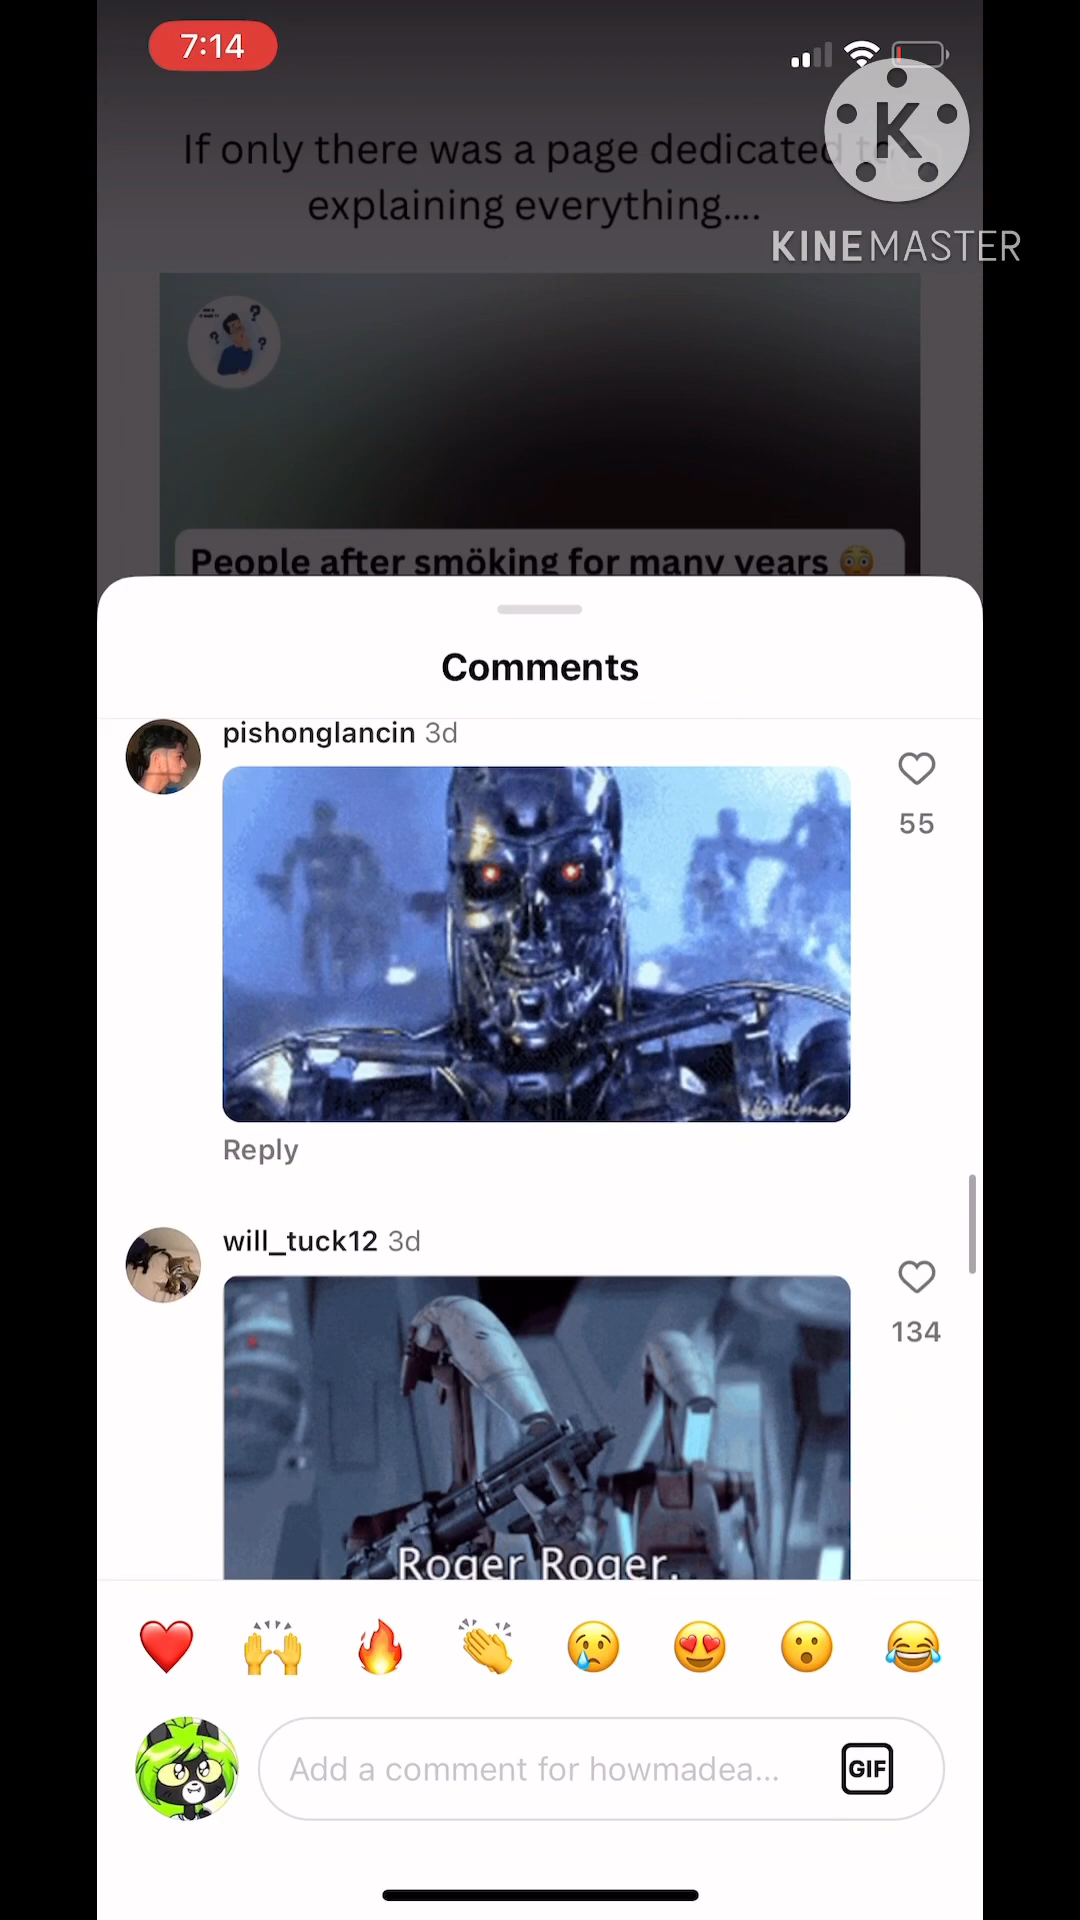 7:14
If only there was a page dedicated to
explaining everything....
K
KINEMASTER
People after smöking for many years 😳
Comments
pishonglancin 3d
55
Reply
will_tuck12 3d
134
Roger Roger.
Add a comment for howmadea...
GIF